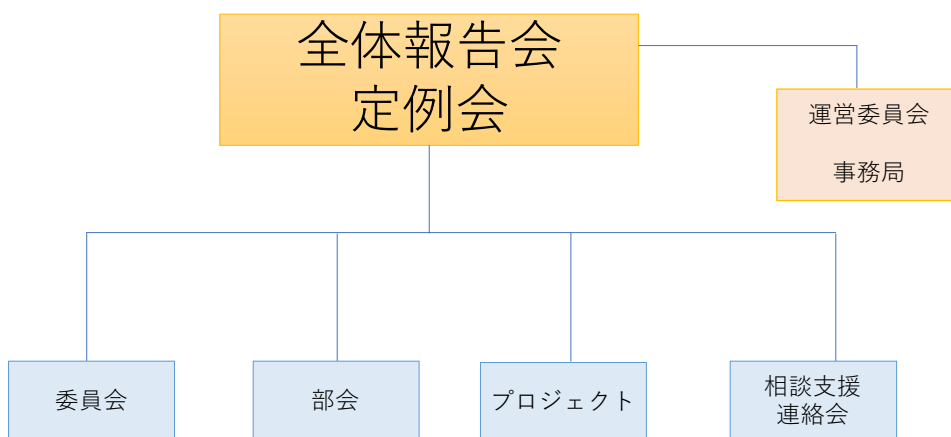 全体報告会
定例会
運営委員会
事務局
委員会
部会
プロジェクト
相談支援
連絡会